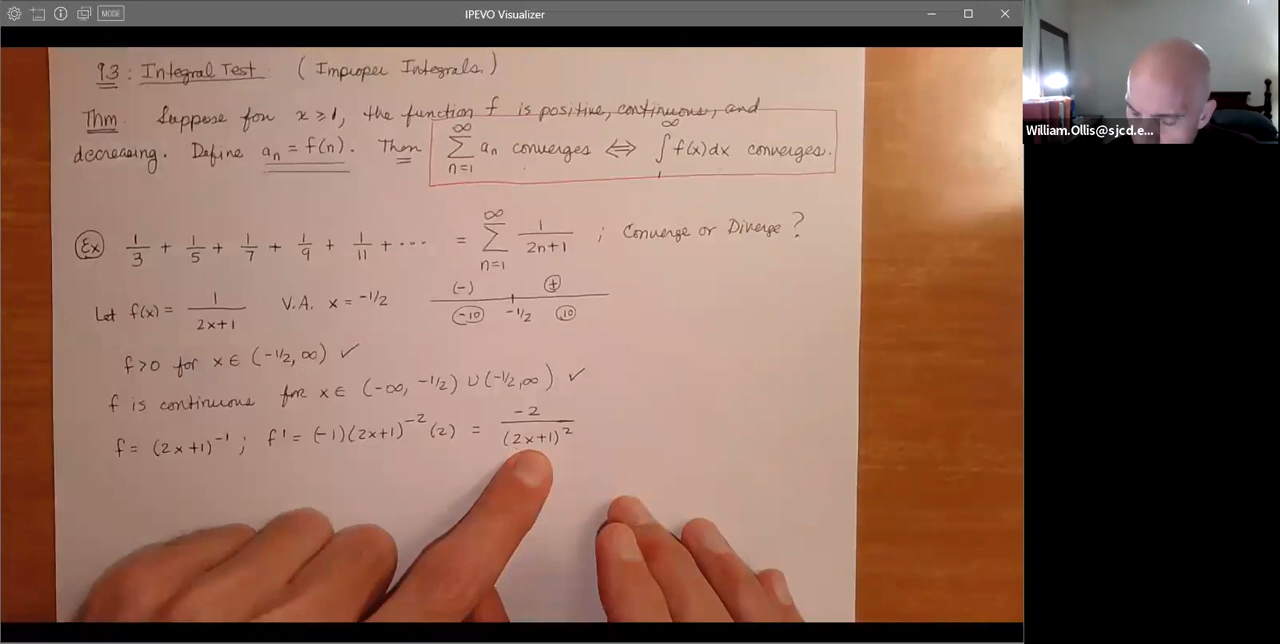 MODE
IPEVO Visualizer
9.3 : Integral Test (Improper Integrals)
Thm. Suppose for x ≥ 1, the function f is positive, continuous, and
decreasing. Define aₙ = f(n). Then ∞∑n=1 aₙ converges ⇔ ∫₁^∞ f(x)dx converges.
Ex 1/3 + 1/5 + 1/7 + 1/9 + 1/11 + ... = ∞∑n=1 1/(2n+1) ; Converge or Diverge?
Let f(x) = 1/(2x+1) V.A. x = -1/2 (-) +
-10 -1/2 10
f>0 for x ∈ (-1/2, ∞) ✓
f is continuous for x ∈ (-∞, -1/2) ∪ (-1/2, ∞) ✓
f = (2x+1)⁻¹ ; f' = (-1)(2x+1)⁻²(2) = -2/(2x+1)²
William.Ollis@sjcd.e...